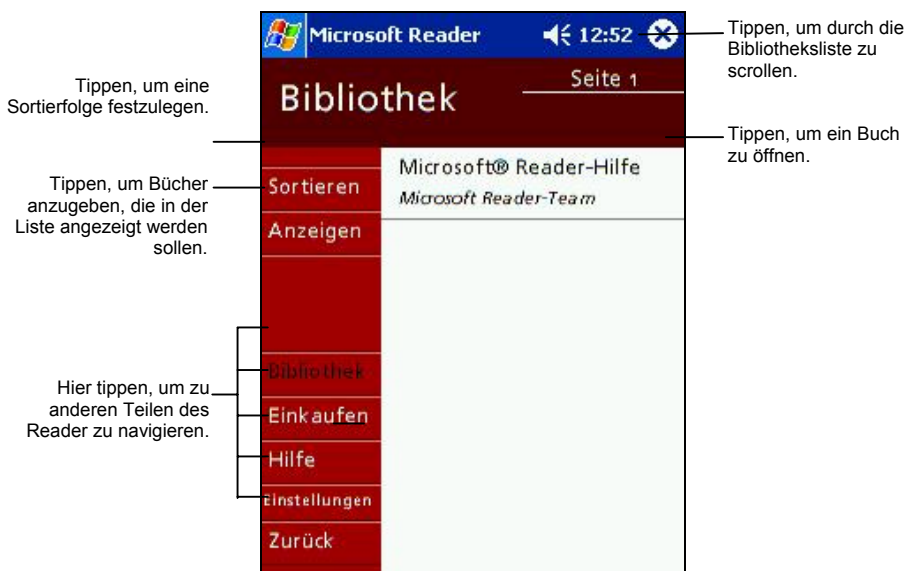 Microsoft Reader 12:52
Bibliothek
Seite 1
Microsoft® Reader-Hilfe
Microsoft Reader-Team
Sortieren
Anzeigen
Bibliothek
Einkaufen
Hilfe
Einstellungen
Zurück
Tippen, um eine
Sortierfolge festzulegen.
Tippen, um Bücher
anzugeben, die in der
Liste angezeigt werden
sollen.
Hier tippen, um zu
anderen Teilen des
Reader zu navigieren.
Tippen, um durch die
Bibliotheksliste zu
scrollen.
Tippen, um ein Buch
zu öffnen.